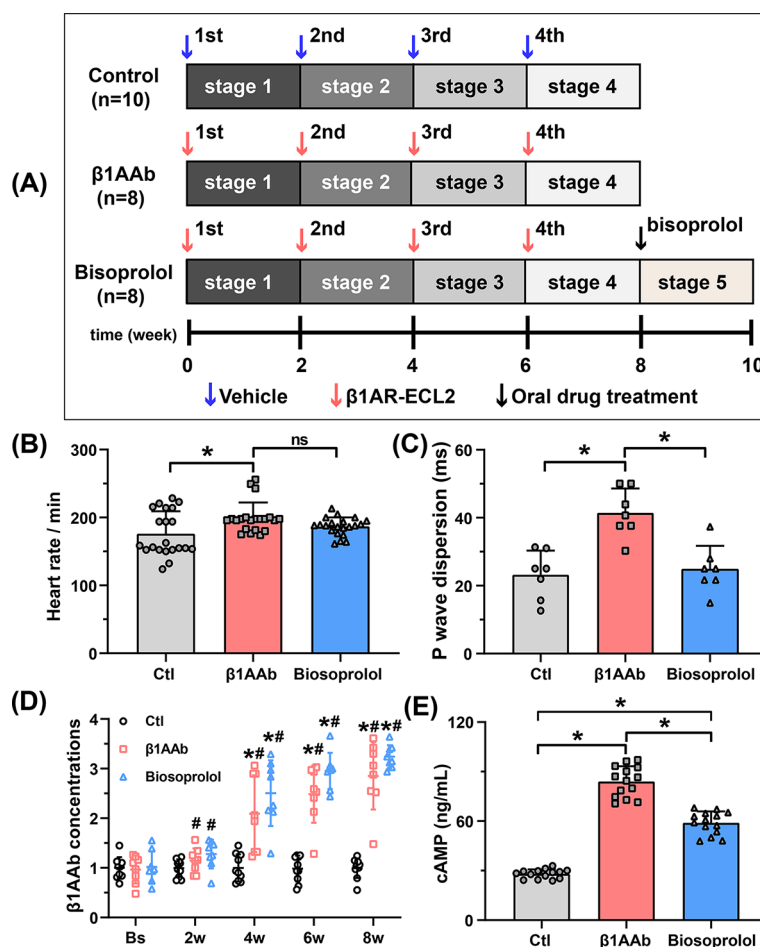 (A)
1st 2nd 3rd 4th
Control
(n=10)
stage 1 stage 2 stage 3 stage 4
1st 2nd 3rd 4th
β1AAb
(n=8)
stage 1 stage 2 stage 3 stage 4
1st 2nd 3rd 4th bisoprolol
Bisoprolol
(n=8)
stage 1 stage 2 stage 3 stage 4 stage 5
time (week)
0 2 4 6 8 10
Vehicle β1AR-ECL2 Oral drug treatment
(B)
Heart rate / min
300
200
100
0
* ns
Ctl β1AAb Biosoprolol
(C)
P wave dispersion (ms)
60
40
20
0
* *
Ctl β1AAb Biosoprolol
(D)
β1AAb concentrations
4
3
2
1
0
Ctl
β1AAb
Biosoprolol
# # *# *# *# *# *# *#
Bs 2w 4w 6w 8w
(E)
cAMP (ng/mL)
120
90
60
30
0
*
* *
Ctl β1AAb Biosoprolol